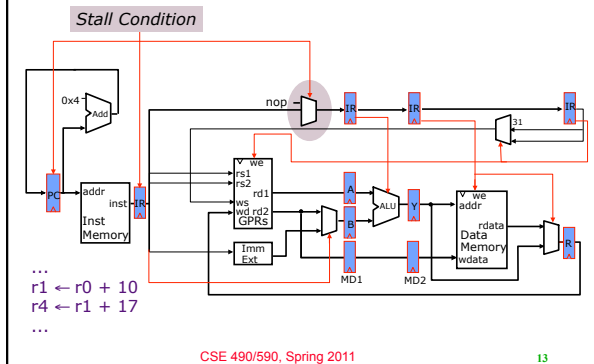 Stall Condition
nop
IR
IR
IR
0x4
Add
31
we
rs1
rs2
rd1
A
PC
addr
inst
IR
ws
wd rd2
GPRs
ALU
Y
we
addr
B
rdata
Inst
Memory
Data
Memory
R
Imm
Ext
wdata
MD1
MD2
...
r1 ← r0 + 10
r4 ← r1 + 17
...
CSE 490/590, Spring 2011
13